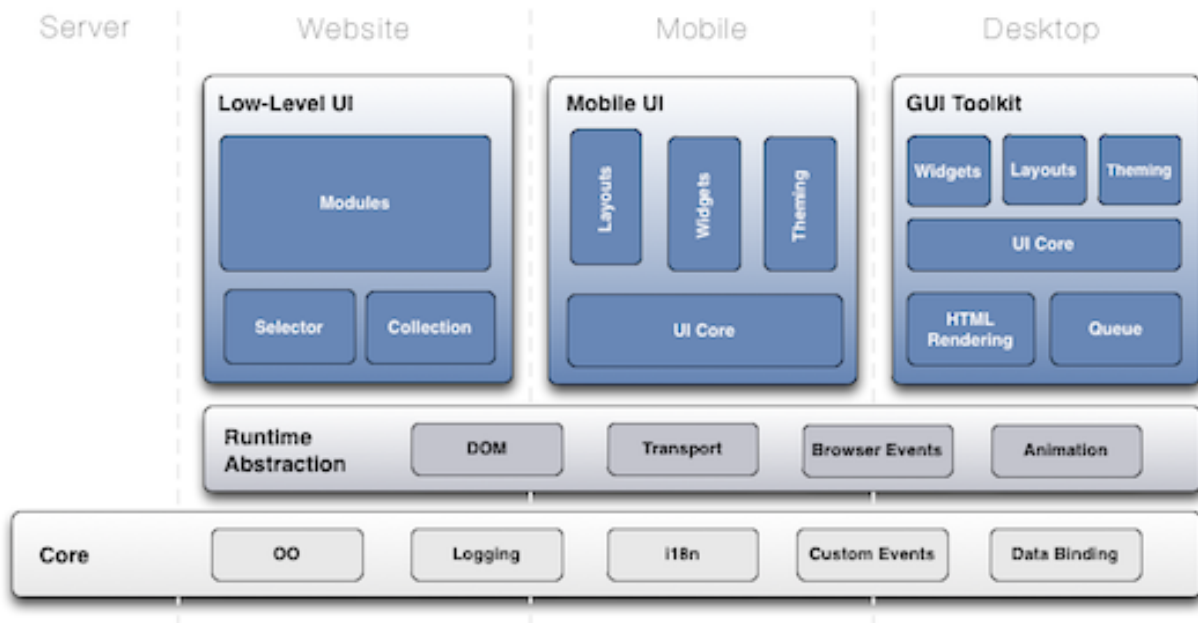 Server
Website
Mobile
Desktop
Low-Level UI
Modules
Selector
Collection
Mobile UI
Layouts
Widgets
Theming
UI Core
GUI Toolkit
Widgets
Layouts
Theming
UI Core
HTML
Rendering
Queue
Runtime
Abstraction
DOM
Transport
Browser Events
Animation
Core
OO
Logging
i18n
Custom Events
Data Binding